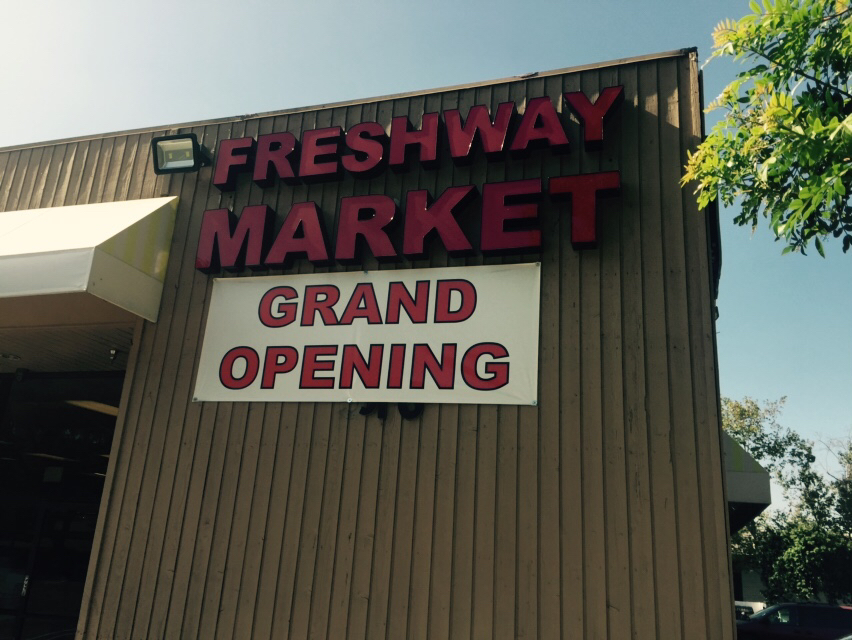 FRESHWAY
MARKET
GRAND
OPENING